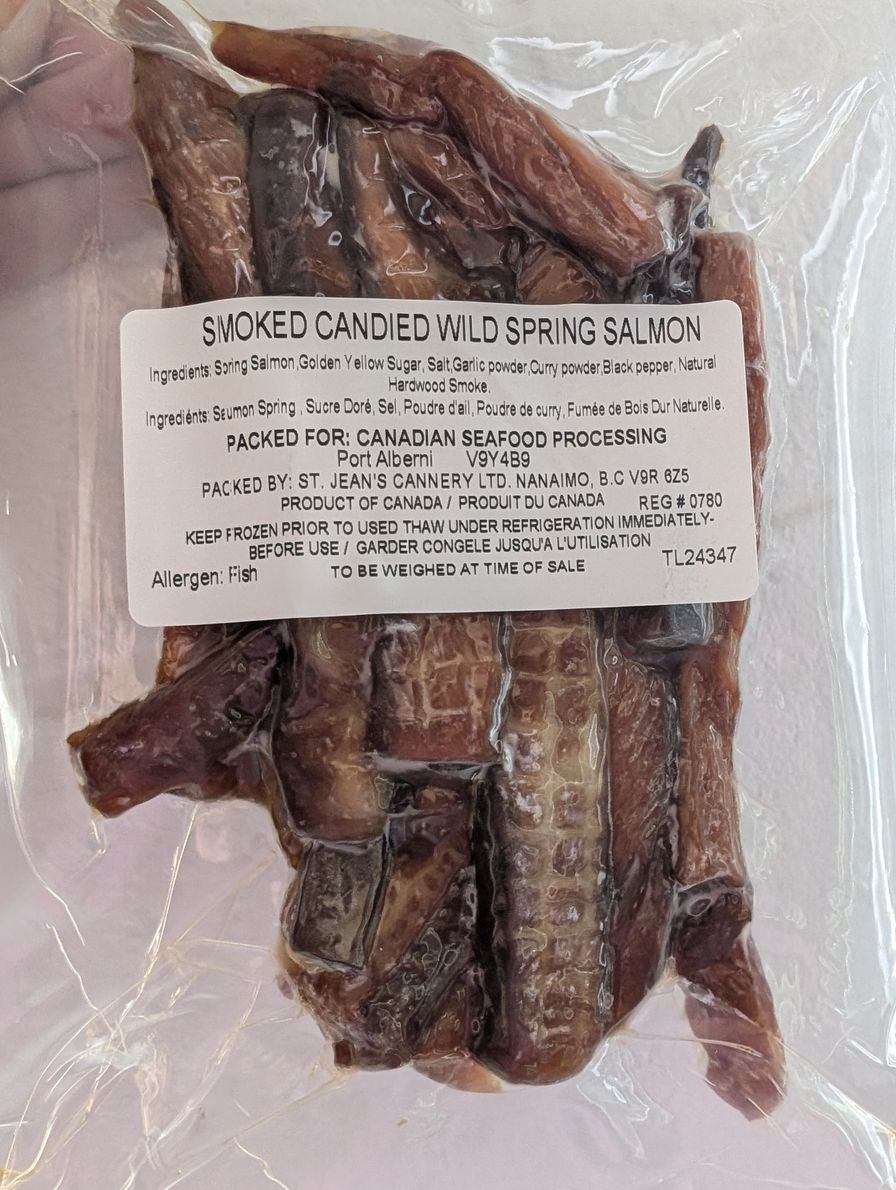 SMOKED CANDIED WILD SPRING SALMON
Ingredients: Spring Salmon,Golden Yellow Sugar, Salt,Garlic powder,Curry powder,Black pepper, Natural
Hardwood Smoke.
Ingrediénts: Saumon Spring , Sucre Doré, Sel, Poudre d'ail, Poudre de curry, Fumée de Bois Dur Naturelle.
PACKED FOR: CANADIAN SEAFOOD PROCESSING
Port Alberni V9Y4B9
PACKED BY: ST. JEAN'S CANNERY LTD. NANAIMO, B.C V9R 6Z5
PRODUCT OF CANADA / PRODUIT DU CANADA REG # 0780
KEEP FROZEN PRIOR TO USED THAW UNDER REFRIGERATION IMMEDIATELY-
BEFORE USE / GARDER CONGELE JUSQU'A L'UTILISATION
Allergen: Fish TO BE WEIGHED AT TIME OF SALE TL24347